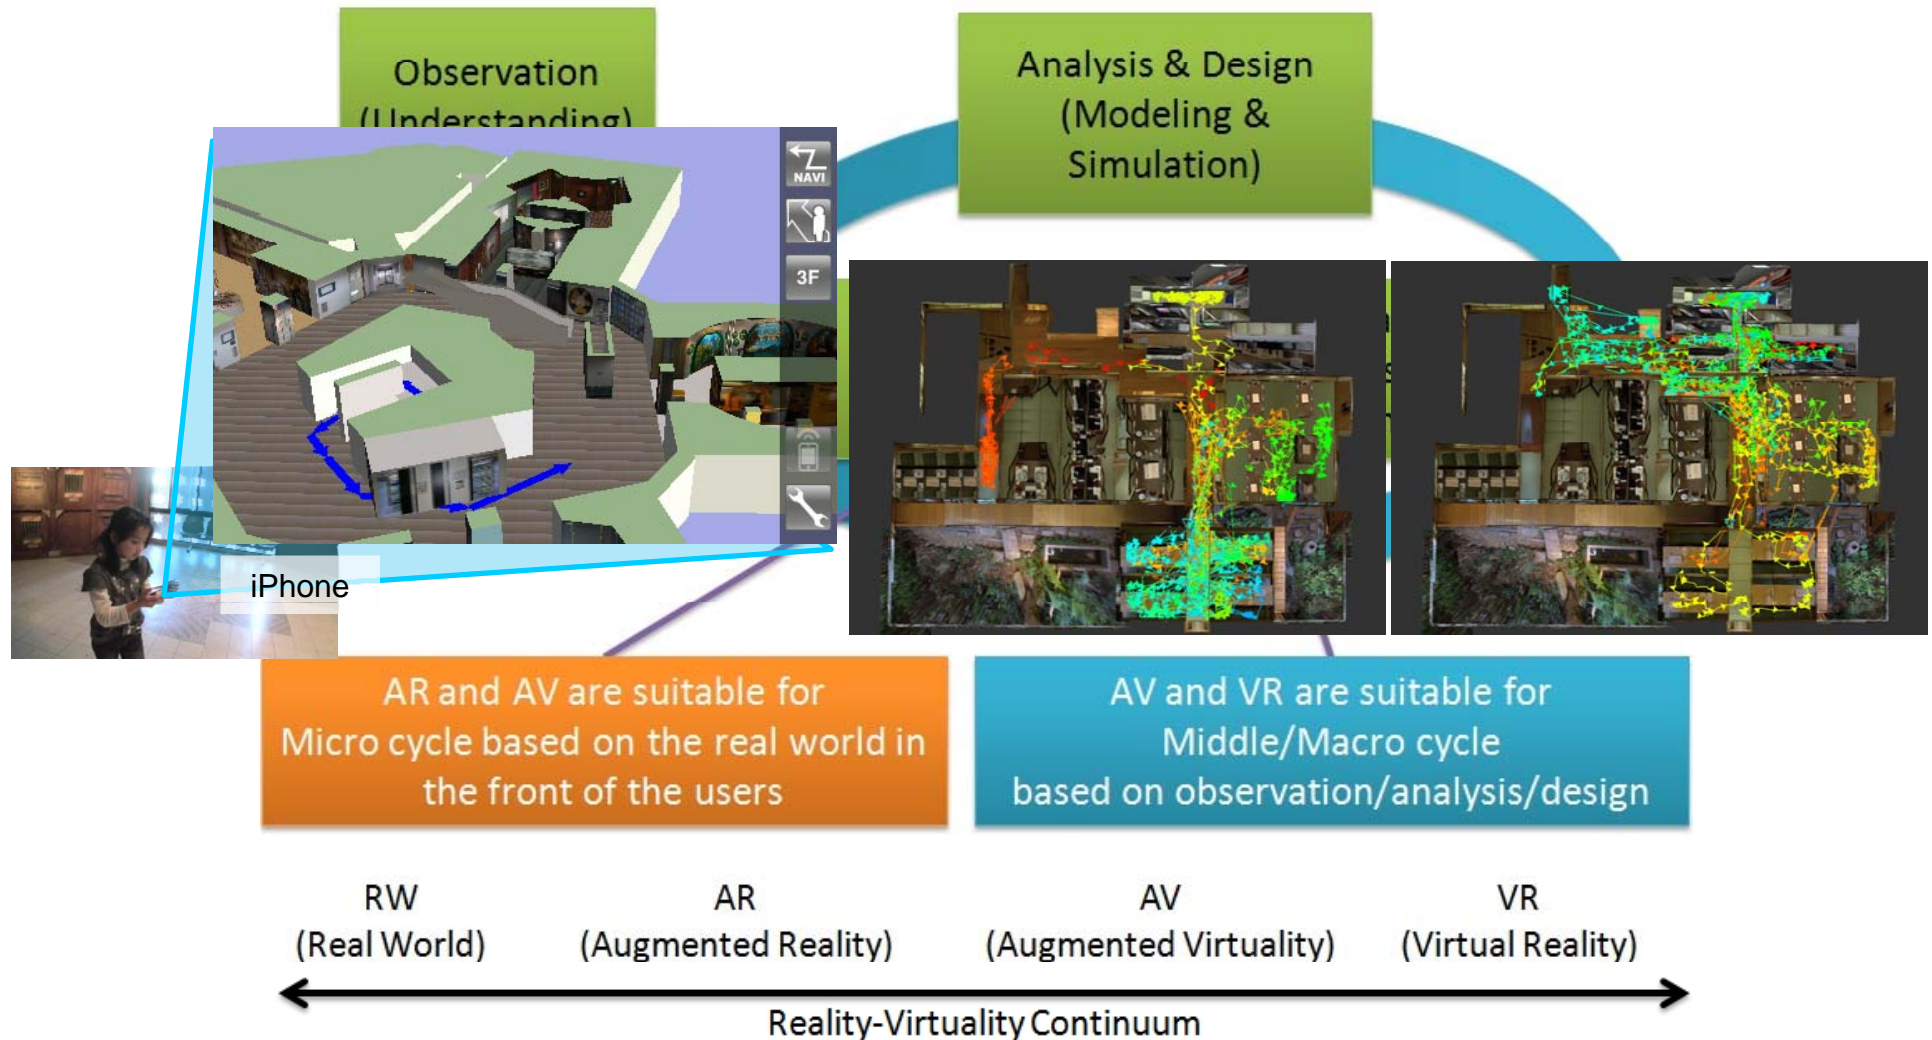 Observation
(Understanding)
Analysis & Design
(Modeling &
Simulation)
NAVI
3F
iPhone
AR and AV are suitable for
Micro cycle based on the real world in
the front of the users
AV and VR are suitable for
Middle/Macro cycle
based on observation/analysis/design
RW
(Real World)
AR
(Augmented Reality)
AV
(Augmented Virtuality)
VR
(Virtual Reality)
Reality-Virtuality Continuum